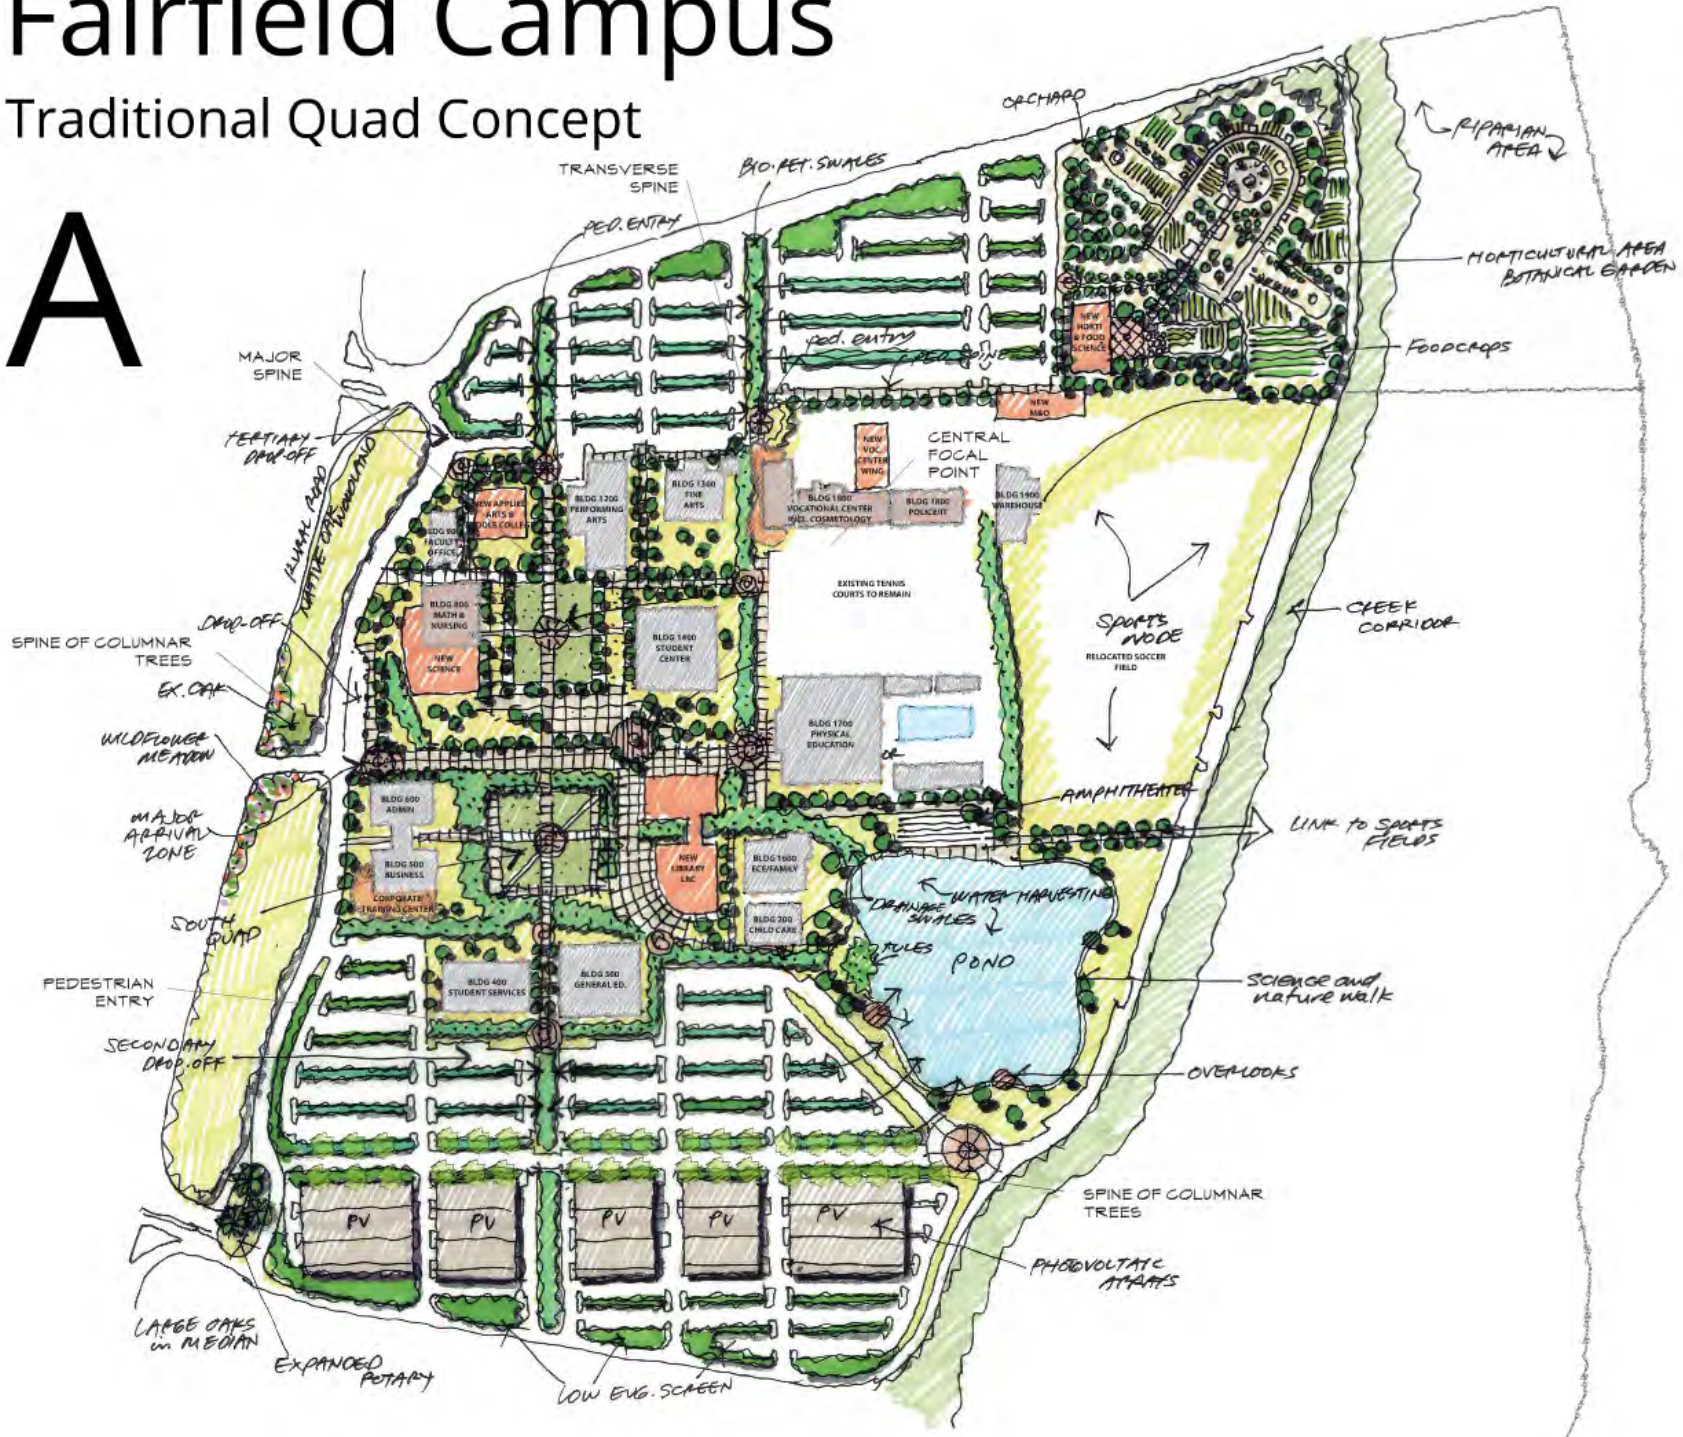 Fairfield Campus
Traditional Quad Concept
A
ORCHARD
RIPARIAN
AREA
TRANSVERSE
SPINE
BIO-RET. SWALES
PED. ENTRY
HORTICULTURAL AREA
BOTANICAL GARDEN
MAJOR
SPINE
NEW
HORTI
& FOOD
SCIENCE
ped. entry
PED. SPINE
FOODCROPS
NEW
M&O
TERTIARY
DROP-OFF
RURAL ROAD
NATIVE OAK WOODLAND
NEW
VOC
CENTER
WING
CENTRAL
FOCAL
POINT
NEW APPLIED
ARTS &
MIDDLE COLLEGE
BLDG 1200
PERFORMING
ARTS
BLDG 1300
FINE
ARTS
BLDG 1800
VOCATIONAL CENTER
INCL. COSMETOLOGY
BLDG 1800
POLICE/IT
BLDG 1900
WAREHOUSE
FACULTY
OFFICE
EXISTING TENNIS
COURTS TO REMAIN
BLDG 800
MATH &
NURSING
NEW
SCIENCE
BLDG 1400
STUDENT
CENTER
SPORTS
NODE
RELOCATED SOCCER
FIELD
CREEK
CORRIDOR
DROP-OFF
SPINE OF COLUMNAR
TREES
EX. OAK
WILDFLOWER
MEADOW
BLDG 1700
PHYSICAL
EDUCATION
OR
AMPHITHEATER
MAJOR
ARRIVAL
ZONE
BLDG 600
ADMIN
LINK TO SPORTS
FIELDS
BLDG 500
BUSINESS
CORPORATE
TRAINING CENTER
NEW
LIBRARY
LRC
BLDG 1600
ECE/FAMILY
BLDG 200
CHILD CARE
WATER HARVESTING
DRAINAGE
SWALES
TULES
POND
SOUTH
QUAD
PEDESTRIAN
ENTRY
BLDG 400
STUDENT SERVICES
BLDG 300
GENERAL ED.
Science and
nature walk
SECONDARY
DROP-OFF
OVERLOOKS
SPINE OF COLUMNAR
TREES
PV
PV
PV
PV
PV
PHOTOVOLTAIC
ARRAYS
LARGE OAKS
in MEDIAN
EXPANDED
ROTARY
LOW EVG. SCREEN